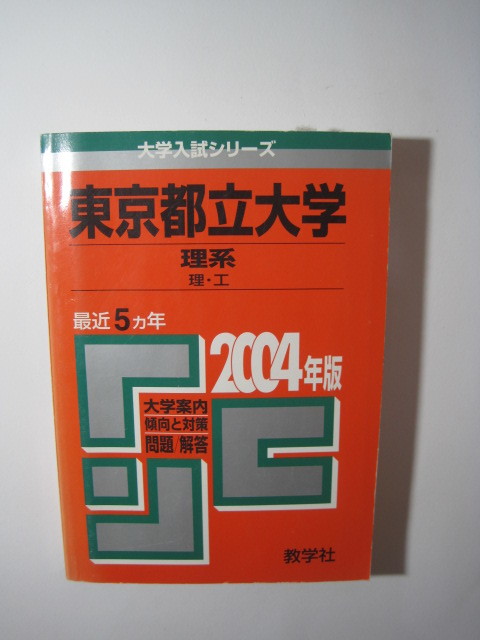 大学入試シリーズ
東京都立大学
理系
理・工
最近5ヵ年
2004年版
大学案内
傾向と対策
問題/解答
教学社